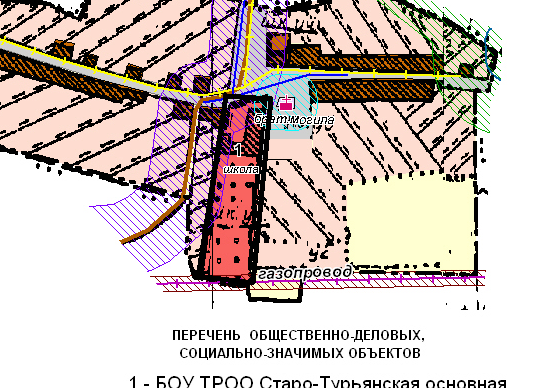 брат.могила
1
школа
газопровод
ПЕРЕЧЕНЬ ОБЩЕСТВЕННО-ДЕЛОВЫХ,
СОЦИАЛЬНО-ЗНАЧИМЫХ ОБЪЕКТОВ
1 - БОУ ТРОО Старо-Турьянская основная